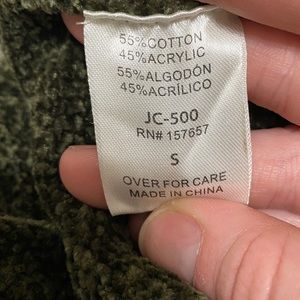 55%COTTON
45%ACRYLIC
55%ALGODÓN
45%ACRÍLICO
JC-500
RN# 157657
S
OVER FOR CARE
MADE IN CHINA